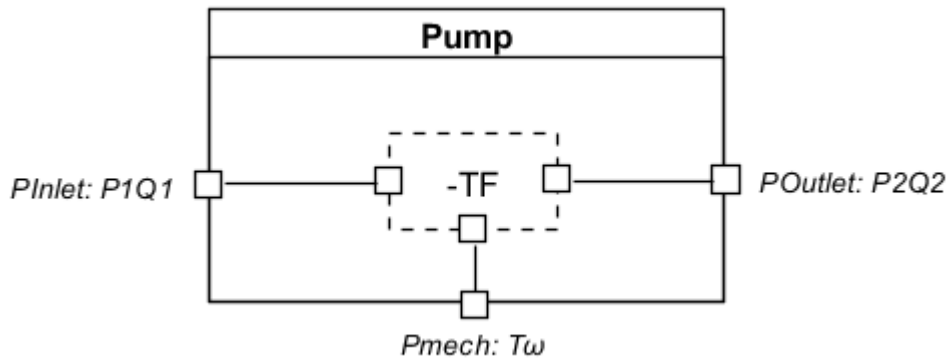 Pump
PInlet: P1Q1
-TF
POutlet: P2Q2
Pmech: Tω